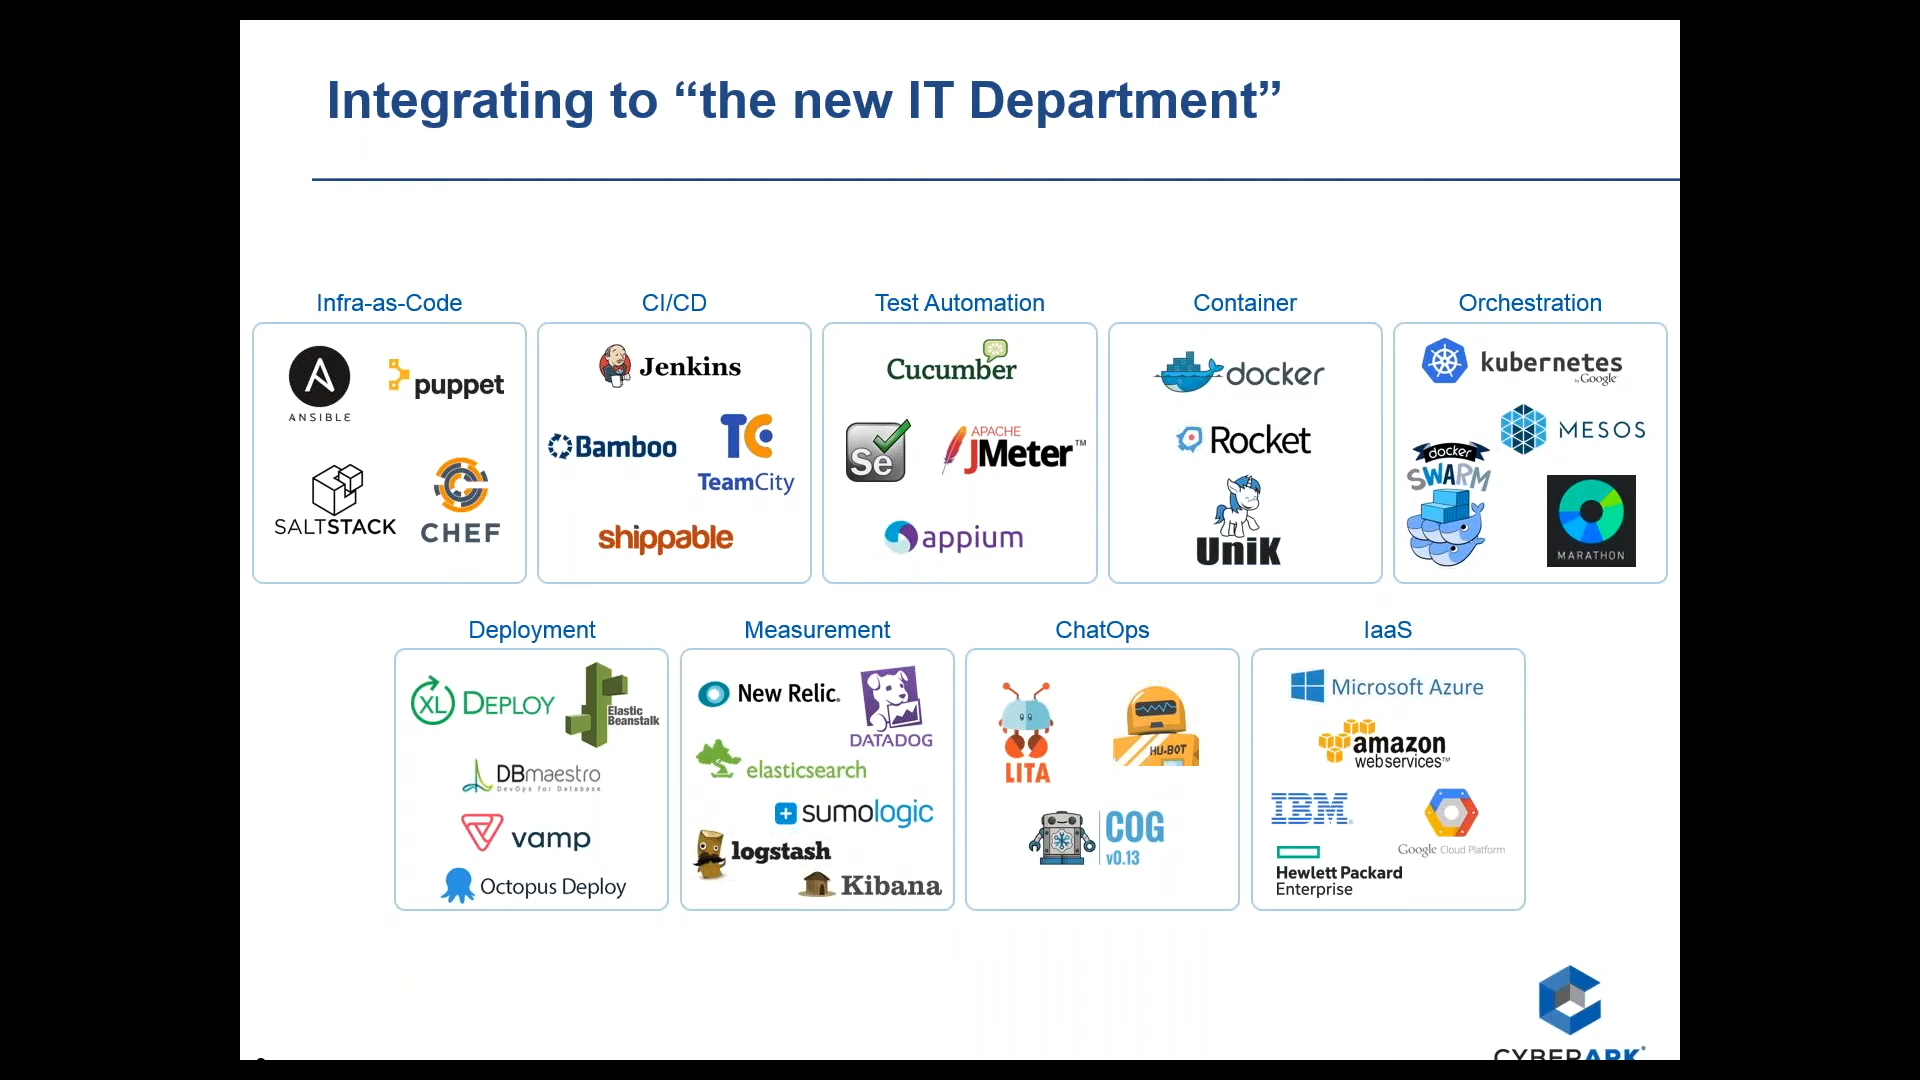 Integrating to “the new IT Department”
Infra-as-Code
ANSIBLE
puppet
SALTSTACK
CHEF
CI/CD
Jenkins
Bamboo
TC
TeamCity
shippable
Test Automation
Cucumber
Se
APACHE
JMeter™
appium
Container
docker
Rocket
UniK
Orchestration
kubernetes
by Google
MESOS
docker
SWARM
MARATHON
Deployment
XL DEPLOY
Elastic
Beanstalk
DBmaestro
DevOps for Database
vamp
Octopus Deploy
Measurement
New Relic.
DATADOG
elasticsearch
sumologic
logstash
Kibana
ChatOps
LITA
HU-BOT
COG
v0.13
IaaS
Microsoft Azure
amazon
webservices™
IBM®
Google Cloud Platform
Hewlett Packard
Enterprise
CYBERARK®